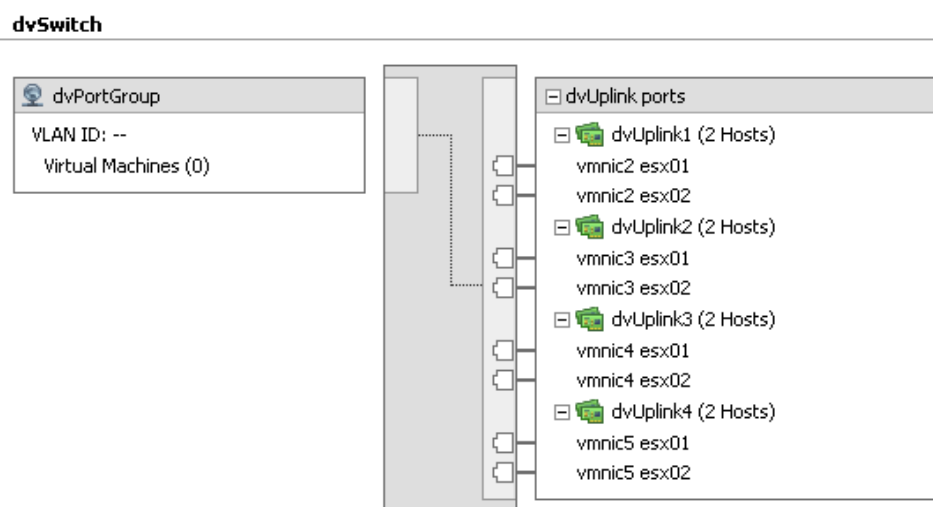 dvSwitch
dvPortGroup
VLAN ID: --
Virtual Machines (0)
dvUplink ports
dvUplink1 (2 Hosts)
vmnic2 esx01
vmnic2 esx02
dvUplink2 (2 Hosts)
vmnic3 esx01
vmnic3 esx02
dvUplink3 (2 Hosts)
vmnic4 esx01
vmnic4 esx02
dvUplink4 (2 Hosts)
vmnic5 esx01
vmnic5 esx02